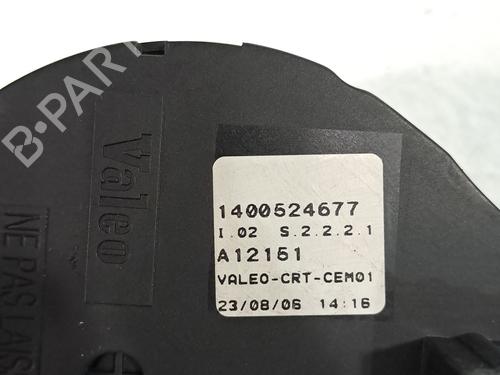 B-PARTS
Valeo
NE PAS LAIS
1400524677
I.02 S.2.2.2.1
A12151
VALEO-CRT-CEM01
23/08/06 14:16